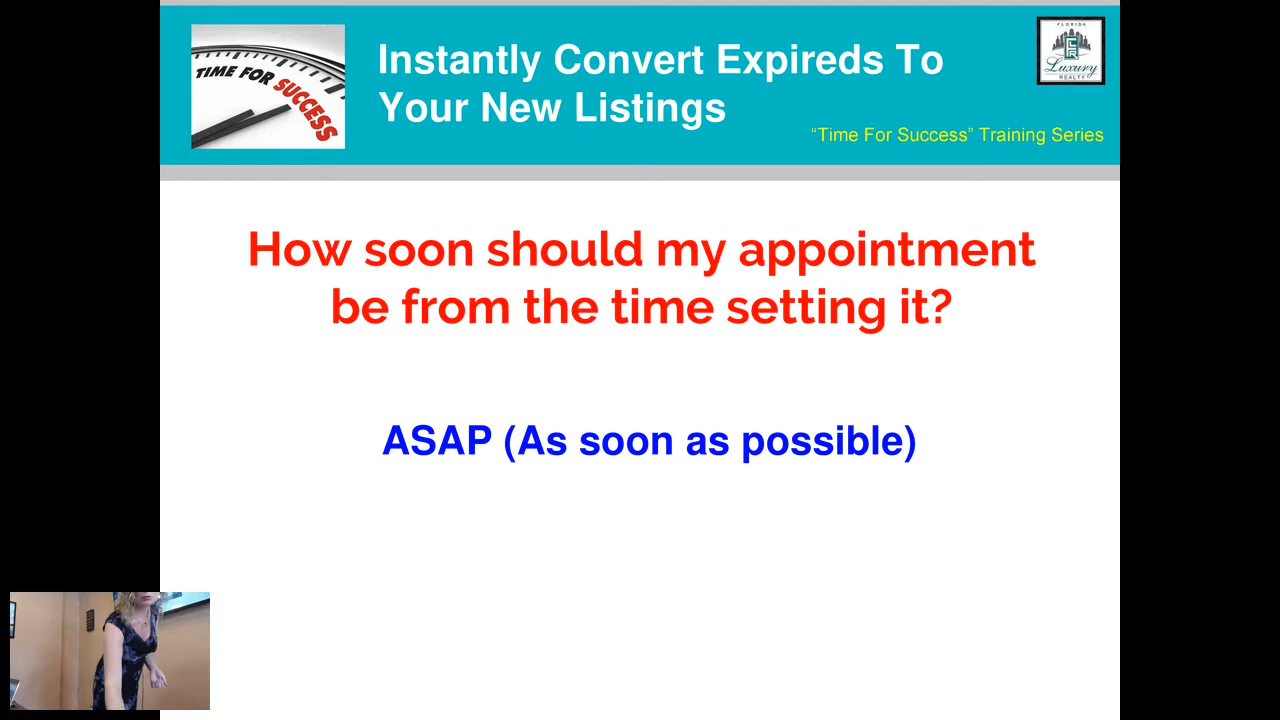 TIME FOR SUCCESS
Instantly Convert Expireds To
Your New Listings
FLORIDA
Luxury
REALTY
“Time For Success” Training Series
How soon should my appointment
be from the time setting it?
ASAP (As soon as possible)